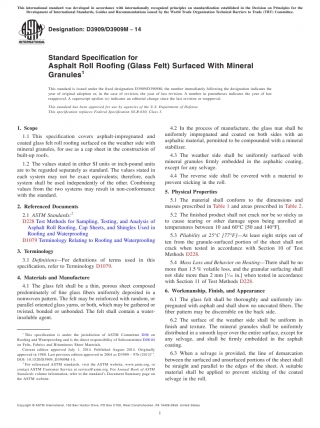 This international standard was developed in accordance with internationally recognized principles on standardization established in the Decision on Principles for the
Development of International Standards, Guides and Recommendations issued by the World Trade Organization Technical Barriers to Trade (TBT) Committee.
Designation: D3909/D3909M – 14
INTERNATIONAL
Standard Specification for
Asphalt Roll Roofing (Glass Felt) Surfaced With Mineral
Granules1
This standard is issued under the fixed designation D3909/D3909M; the number immediately following the designation indicates the
year of original adoption or, in the case of revision, the year of last revision. A number in parentheses indicates the year of last
reapproval. A superscript epsilon (ε) indicates an editorial change since the last revision or reapproval.
This standard has been approved for use by agencies of the U.S. Department of Defense.
This specification replaces Federal Specification SS-R-630, Class 3.
1. Scope
1.1 This specification covers asphalt-impregnated and
coated glass felt roll roofing surfaced on the weather side with
mineral granules, for use as a cap sheet in the construction of
built-up roofs.
1.2 The values stated in either SI units or inch-pound units
are to be regarded separately as standard. The values stated in
each system may not be exact equivalents; therefore, each
system shall be used independently of the other. Combining
values from the two systems may result in non-conformance
with the standard.
2. Referenced Documents
2.1 ASTM Standards:2
D228 Test Methods for Sampling, Testing, and Analysis of
Asphalt Roll Roofing, Cap Sheets, and Shingles Used in
Roofing and Waterproofing
D1079 Terminology Relating to Roofing and Waterproofing
3. Terminology
3.1 Definitions—For definitions of terms used in this
specification, refer to Terminology D1079.
4. Materials and Manufacture
4.1 The glass felt shall be a thin, porous sheet composed
predominantly of fine glass fibers uniformly deposited in a
nonwoven pattern. The felt may be reinforced with random, or
parallel oriented glass yarns, or both, which may be gathered or
twined, bonded or unbonded. The felt shall contain a water-
insoluble agent.
1 This specification is under the jurisdiction of ASTM Committee D08 on
Roofing and Waterproofing and is the direct responsibility of Subcommittee D08.04
on Felts, Fabrics and Bituminous Sheet Materials.
Current edition approved July 1, 2014. Published August 2014. Originally
approved in 1980. Last previous edition approved in 2004 as D3909 – 97b (2012)ε1.
DOI: 10.1520/D3909_D3909M-14.
2 For referenced ASTM standards, visit the ASTM website, www.astm.org, or
contact ASTM Customer Service at service@astm.org. For Annual Book of ASTM
Standards volume information, refer to the standard's Document Summary page on
the ASTM website.
4.2 In the process of manufacture, the glass mat shall be
uniformly impregnated and coated on both sides with an
asphaltic material, permitted to be compounded with a mineral
stabilizer.
4.3 The weather side shall be uniformly surfaced with
mineral granules firmly embedded in the asphaltic coating,
except for any selvage.
4.4 The reverse side shall be covered with a material to
prevent sticking in the roll.
5. Physical Properties
5.1 The material shall conform to the dimensions and
masses prescribed in Table 1 and areas prescribed in Table 2.
5.2 The finished product shall not crack nor be so sticky as
to cause tearing or other damage upon being unrolled at
temperatures between 10 and 60°C [50 and 140°F].
5.3 Pliability at 25°C (77°F)—At least eight strips out of
ten from the granule-surfaced portion of the sheet shall not
crack when tested in accordance with Section 10 of Test
Methods D228.
5.4 Mass Loss or Behavior on Heating—There shall be no
more than 1.5 % volatile loss, and the granular surfacing shall
not slide more than 2 mm [1/16 in.] when tested in accordance
with Section 11 of Test Methods D228.
6. Workmanship, Finish, and Appearance
6.1 The glass felt shall be thoroughly and uniformly im-
pregnated with asphalt and shall show no uncoated fibers. The
fiber pattern may be discernible on the back side.
6.2 The surface of the weather side shall be uniform in
finish and texture. The mineral granules shall be uniformly
distributed in a smooth layer over the entire surface, except for
any selvage, and shall be firmly embedded in the asphalt
coating.
6.3 When a selvage is provided, the line of demarcation
between the surfaced and unsurfaced portions of the sheet shall
be straight and parallel to the edges of the sheet. A suitable
material shall be applied to prevent sticking of the coated
selvage in the roll.
Copyright © ASTM International, 100 Barr Harbor Drive, PO Box C700, West Conshohocken, PA 19428-2959. United States
1